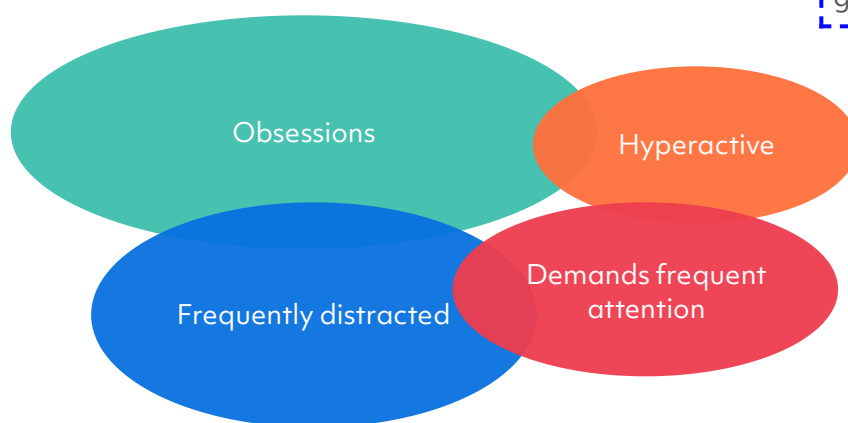 Obsessions
Hyperactive
Demands frequent
attention
Frequently distracted